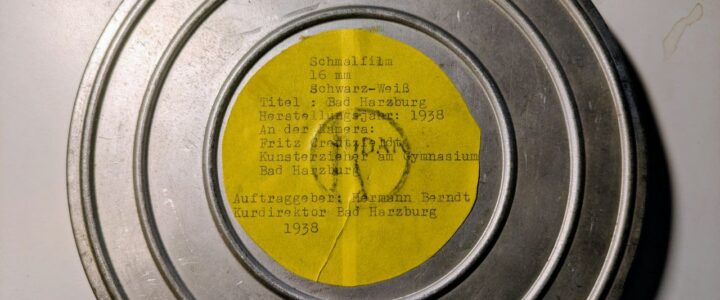 Schmalfilm
16 mm
Schwarz-Weiß
Titel : Bad Harzburg
Herstellungsjahr: 1938
An der Kamera:
Fritz
Kunsterzieher am Gymnasium
Bad Harzburg
Auftraggeber: Hermann Berndt
Kurdirektor Bad Harzburg
1938